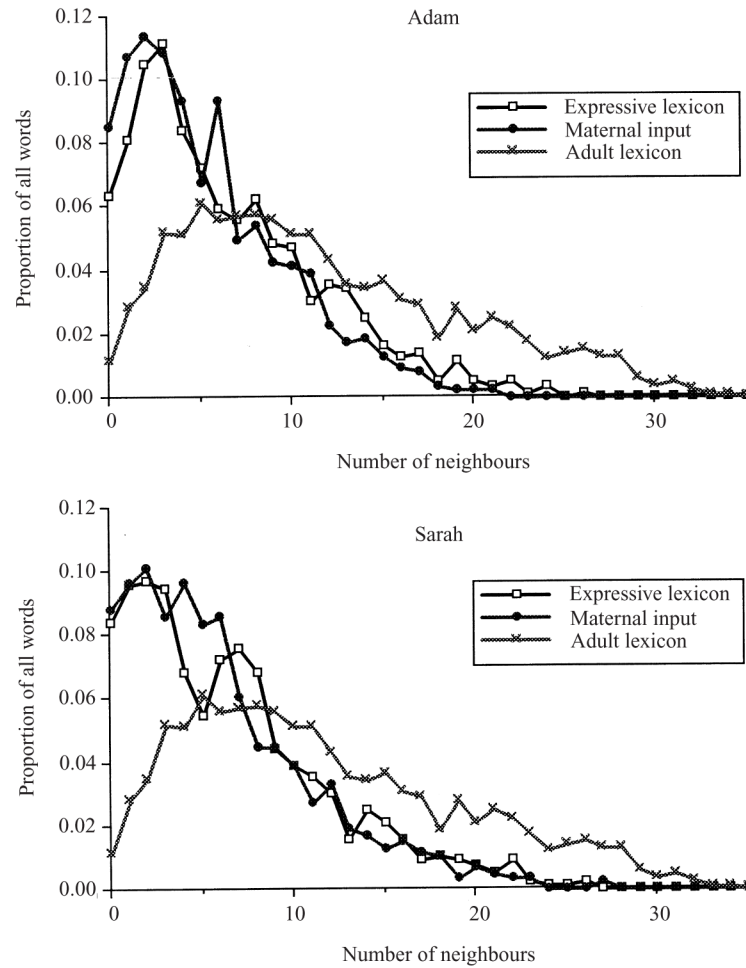 Adam
0.12
0.10
0.08
0.06
0.04
0.02
0.00
Proportion of all words
Expressive lexicon
Maternal input
Adult lexicon
0 10 20 30
Number of neighbours
Sarah
0.12
0.10
0.08
0.06
0.04
0.02
0.00
Proportion of all words
Expressive lexicon
Maternal input
Adult lexicon
0 10 20 30
Number of neighbours